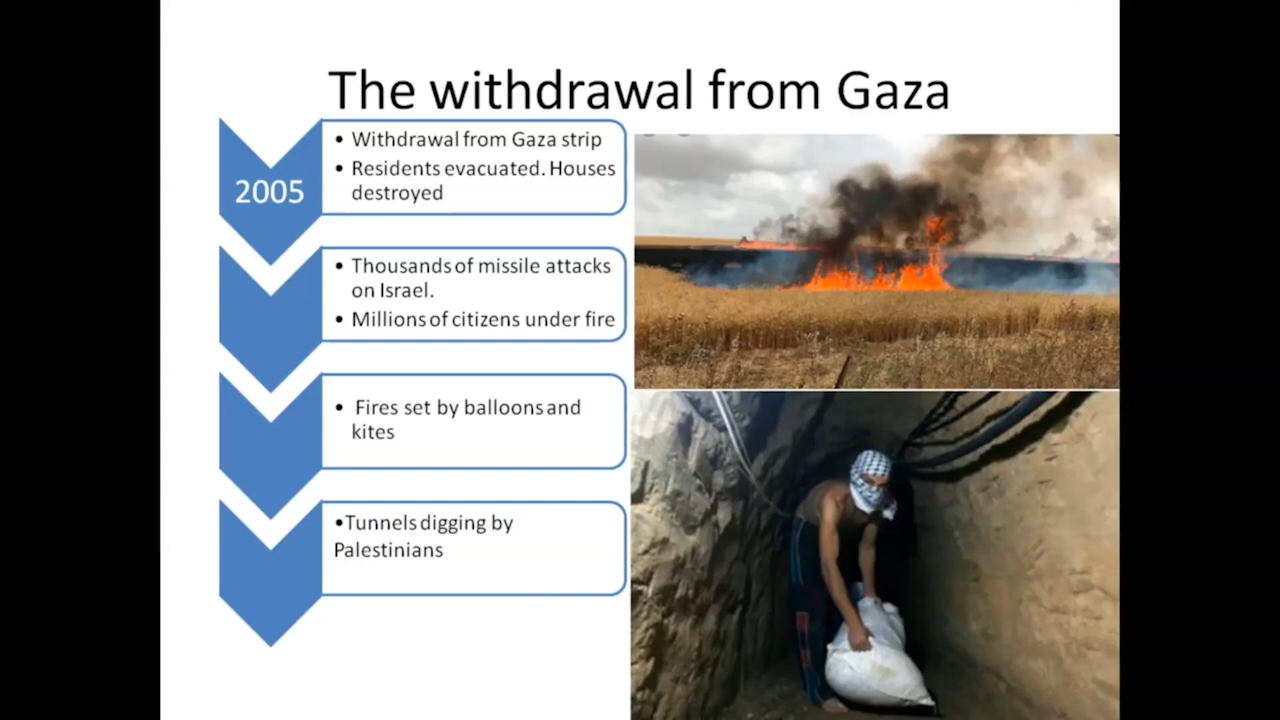 The withdrawal from Gaza
2005
• Withdrawal from Gaza strip
• Residents evacuated. Houses
destroyed
• Thousands of missile attacks
on Israel.
• Millions of citizens under fire
• Fires set by balloons and
kites
•Tunnels digging by
Palestinians